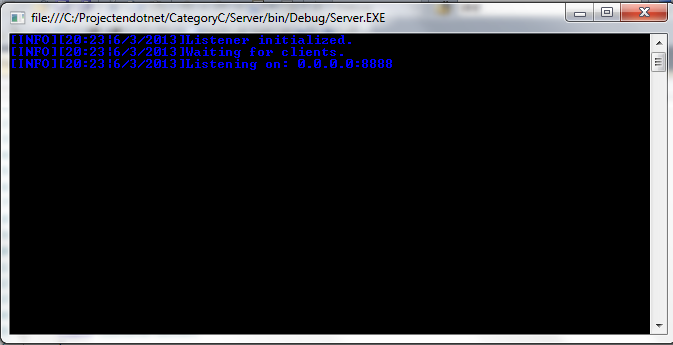 file:///C:/Projectendotnet/CategoryC/Server/bin/Debug/Server.EXE
[INFO][20:23]6/3/2013]Listener initialized.
[INFO][20:23]6/3/2013]Waiting for clients.
[INFO][20:23]6/3/2013]Listening on: 0.0.0.0:8888